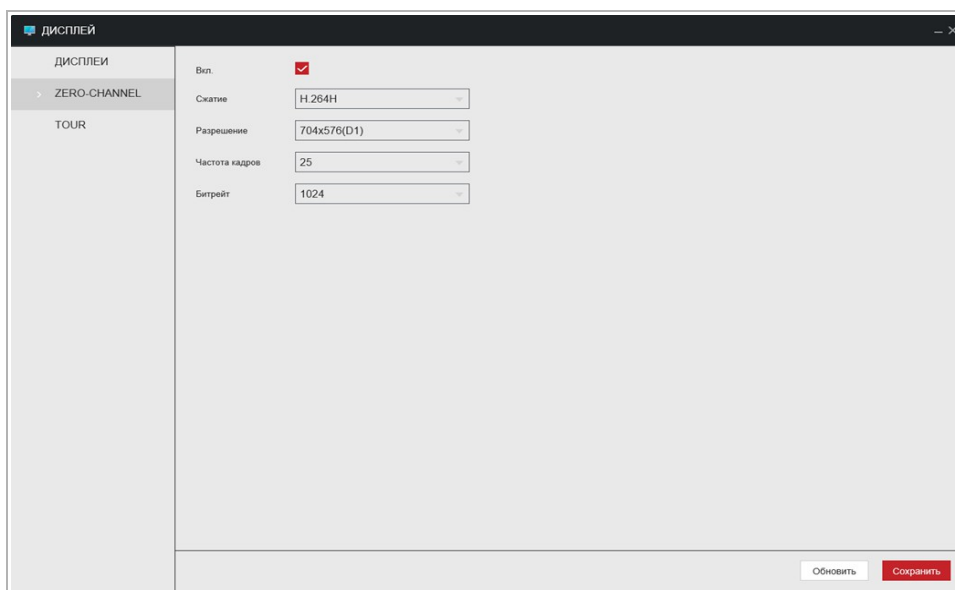 ДИСПЛЕЙ
ДИСПЛЕИ
ZERO-CHANNEL
TOUR
Вкл.
Сжатие
H.264H
Разрешение
704x576(D1)
Частота кадров
25
Битрейт
1024
Обновить
Сохранить